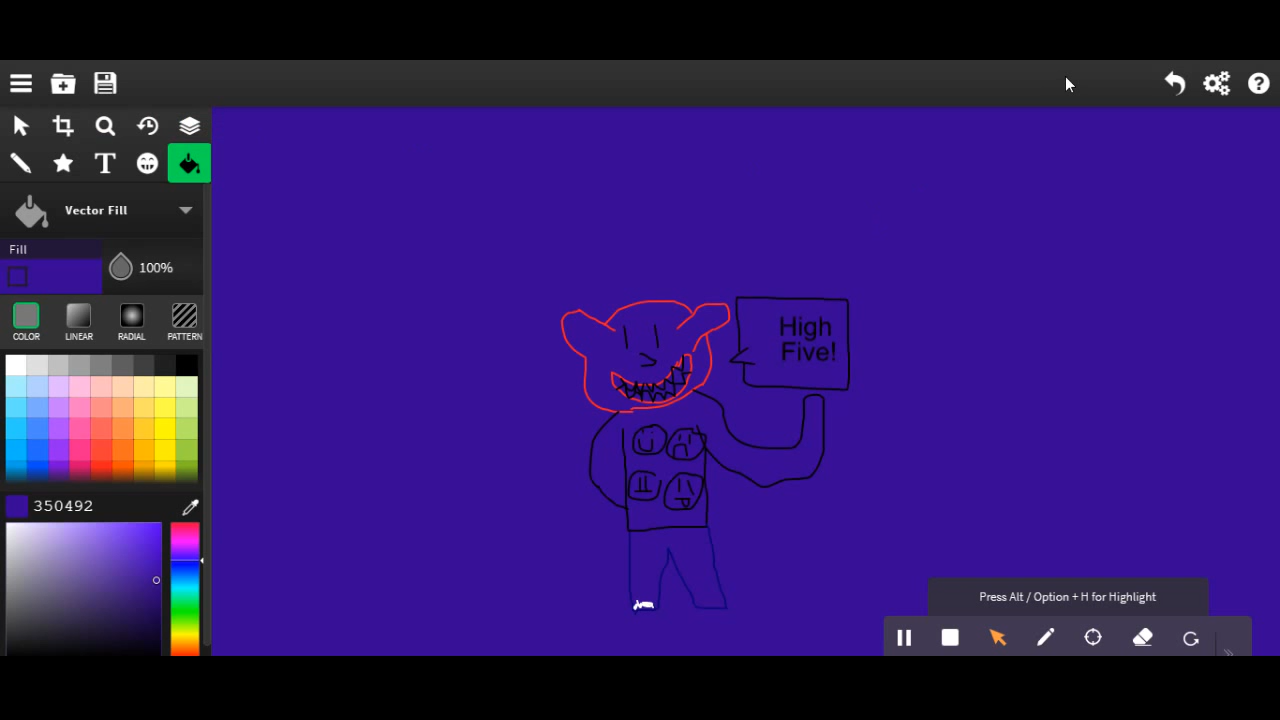 Vector Fill
Fill
100%
COLOR
LINEAR
RADIAL
PATTERN
350492
High
Five!
Press Alt / Option + H for Highlight